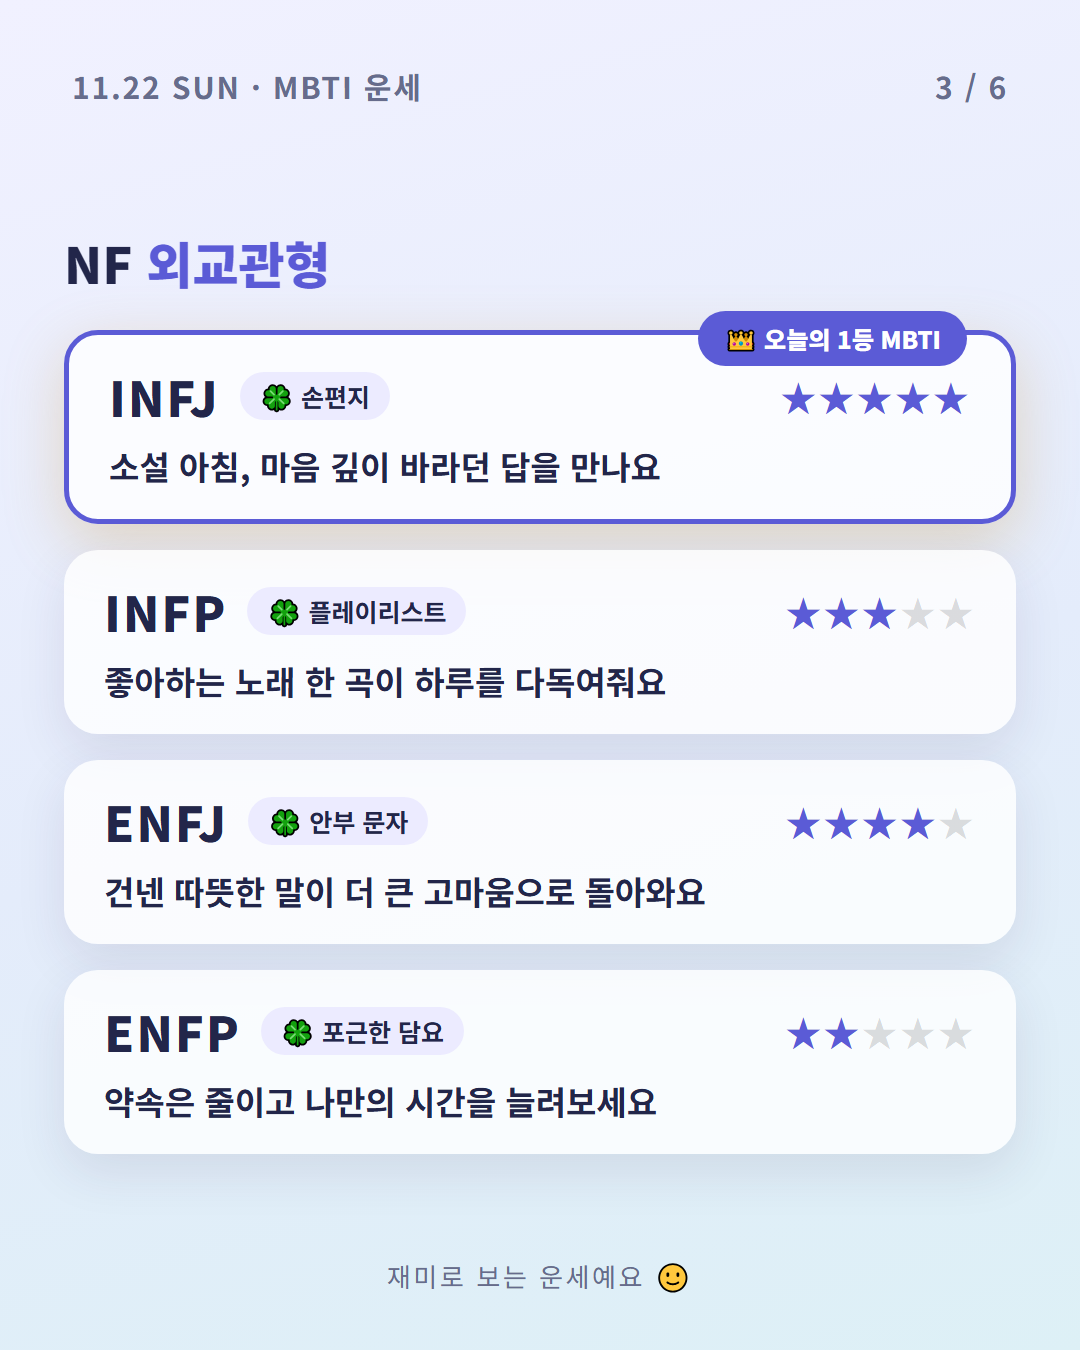 11.22 SUN · MBTI 운세
3 / 6
NF 외교관형
👑 오늘의 1등 MBTI
INFJ 🍀 손편지 ★★★★★
소설 아침, 마음 깊이 바라던 답을 만나요
INFP 🍀 플레이리스트 ★★★★★
좋아하는 노래 한 곡이 하루를 다독여줘요
ENFJ 🍀 안부 문자 ★★★★★
건넨 따뜻한 말이 더 큰 고마움으로 돌아와요
ENFP 🍀 포근한 담요 ★★★★★
약속은 줄이고 나만의 시간을 늘려보세요
재미로 보는 운세예요 🙂